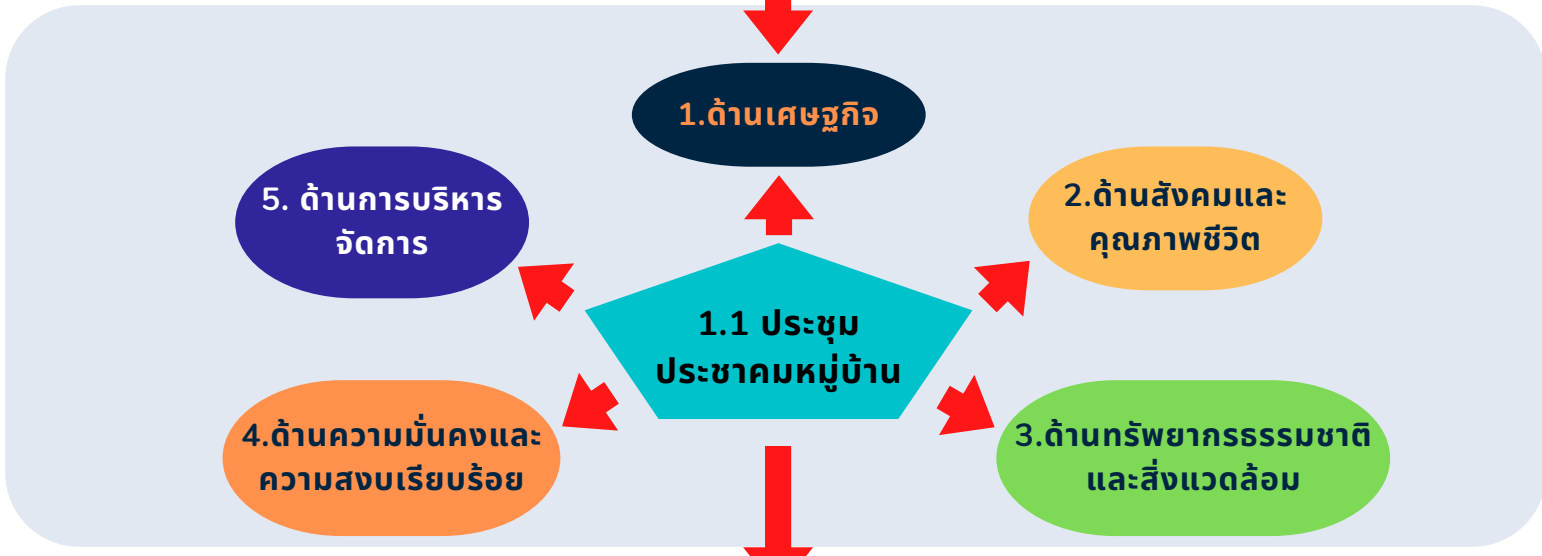 1.ด้านเศรษฐกิจ
2.ด้านสังคมและ
คุณภาพชีวิต
3.ด้านทรัพยากรธรรมชาติ
และสิ่งแวดล้อม
4.ด้านความมั่นคงและ
ความสงบเรียบร้อย
5. ด้านการบริหาร
จัดการ
1.1 ประชุม
ประชาคมหมู่บ้าน